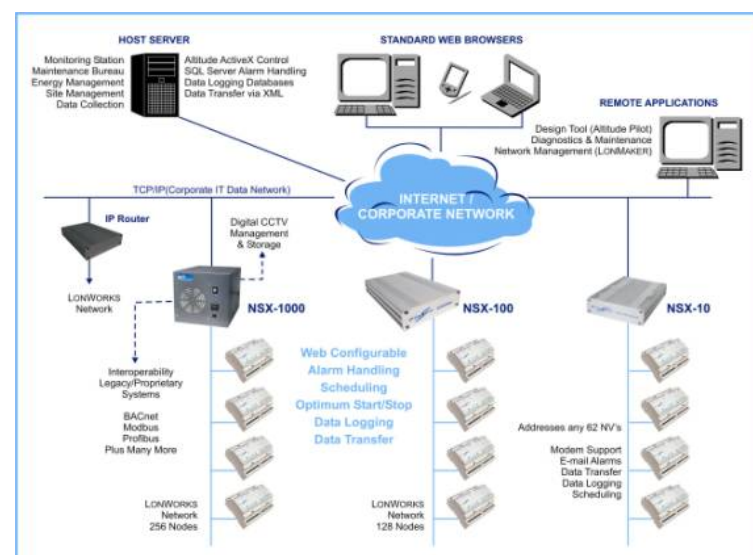 HOST SERVER
Monitoring Station
Maintenance Bureau
Energy Management
Site Management
Data Collection
Altitude ActiveX Control
SQL Server Alarm Handling
Data Logging Databases
Data Transfer via XML
STANDARD WEB BROWSERS
REMOTE APPLICATIONS
Design Tool (Altitude Pilot)
Diagnostics & Maintenance
Network Management (LONMAKER)
TCP/IP(Corporate IT Data Network)
INTERNET /
CORPORATE NETWORK
IP Router
LONWORKS
Network
Digital CCTV
Management
& Storage
NSX-1000
NSX-100
NSX-10
Interoperability
Legacy/Proprietary
Systems
BACnet
Modbus
Profibus
Plus Many More
LONWORKS
Network
256 Nodes
Web Configurable
Alarm Handling
Scheduling
Optimum Start/Stop
Data Logging
Data Transfer
LONWORKS
Network
128 Nodes
Addresses any 62 NV's
Modem Support
E-mail Alarms
Data Transfer
Data Logging
Scheduling